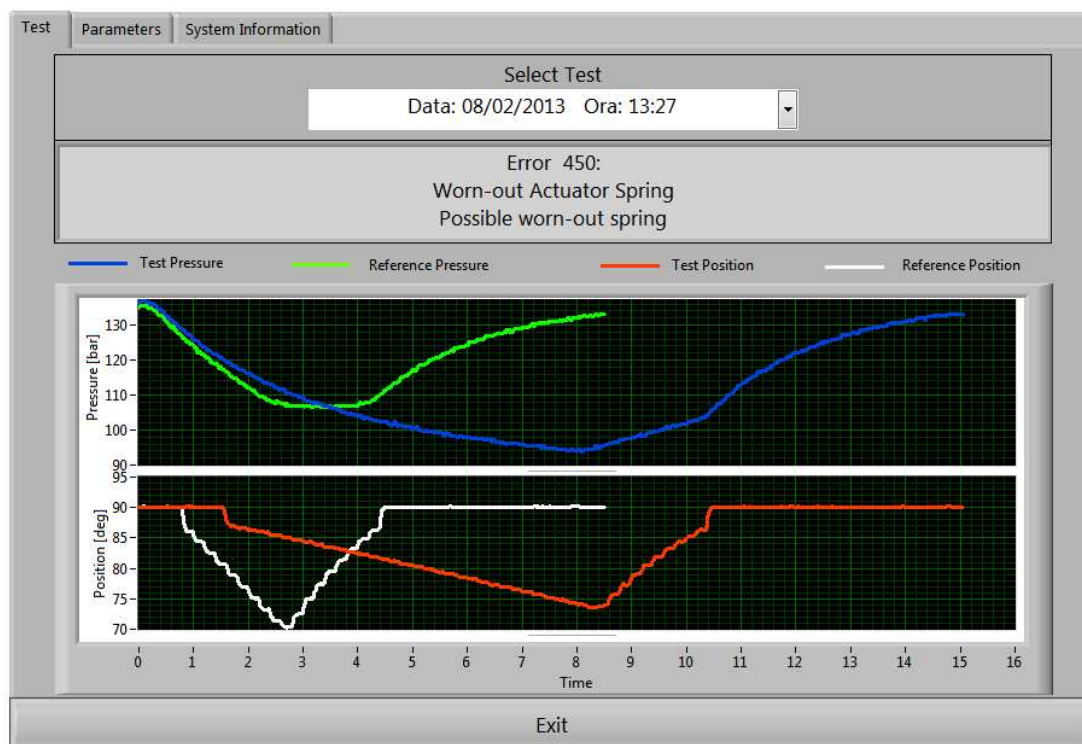 Test Parameters System Information
Select Test
Data: 08/02/2013 Ora: 13:27
Error 450:
Worn-out Actuator Spring
Possible worn-out spring
Test Pressure Reference Pressure Test Position Reference Position
Pressure [bar]
130
120
110
100
90
Position [deg]
95
90
85
80
75
70
0 1 2 3 4 5 6 7 8 9 10 11 12 13 14 15 16
Time
Exit